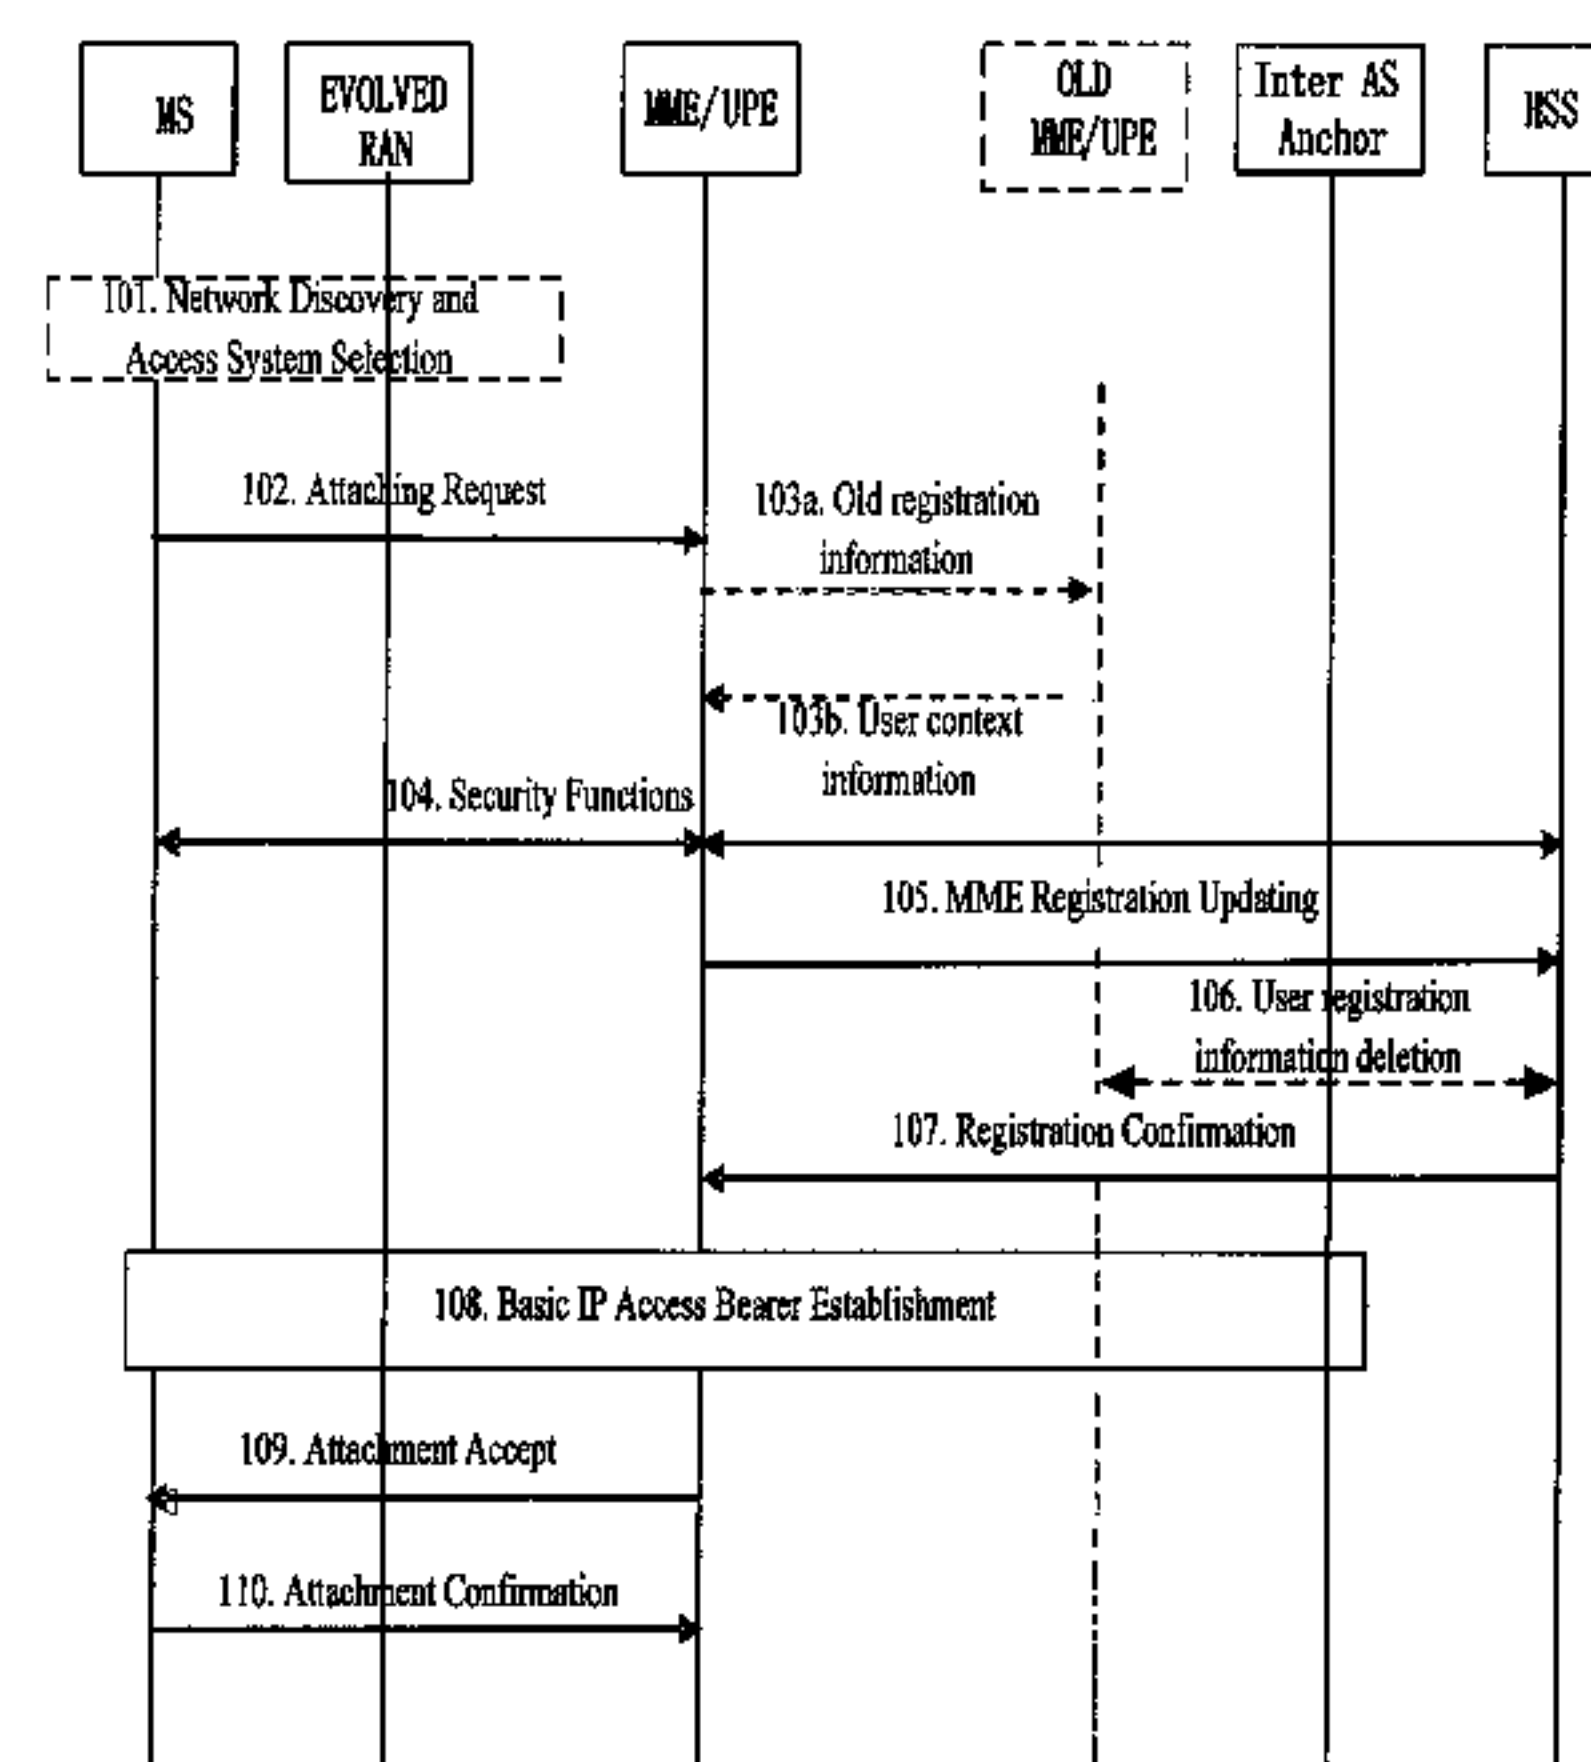 MS
EVOLVED
RAN
MME/UPE
OLD
MME/UPE
Inter AS
Anchor
HSS
101. Network Discovery and
Access System Selection
102. Attaching Request
103a. Old registration
information
103b. User context
information
104. Security Functions
105. MME Registration Updating
106. User registration
information deletion
107. Registration Confirmation
108. Basic IP Access Bearer Establishment
109. Attachment Accept
110. Attachment Confirmation